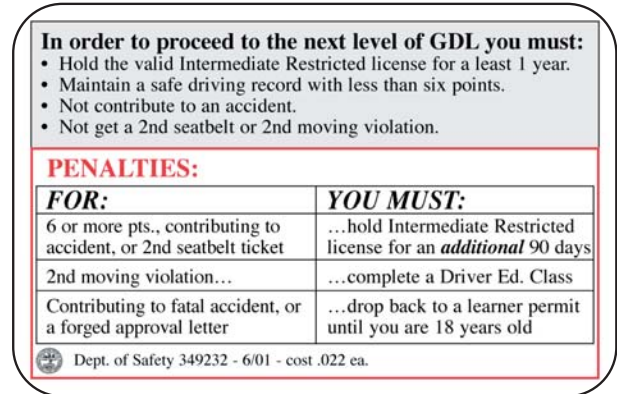 In order to proceed to the next level of GDL you must:
• Hold the valid Intermediate Restricted license for a least 1 year.
• Maintain a safe driving record with less than six points.
• Not contribute to an accident.
• Not get a 2nd seatbelt or 2nd moving violation.
PENALTIES:
FOR: YOU MUST:
6 or more pts., contributing to ...hold Intermediate Restricted
accident, or 2nd seatbelt ticket license for an additional 90 days
2nd moving violation... ...complete a Driver Ed. Class
Contributing to fatal accident, or ...drop back to a learner permit
a forged approval letter until you are 18 years old
Dept. of Safety 349232 - 6/01 - cost .022 ea.